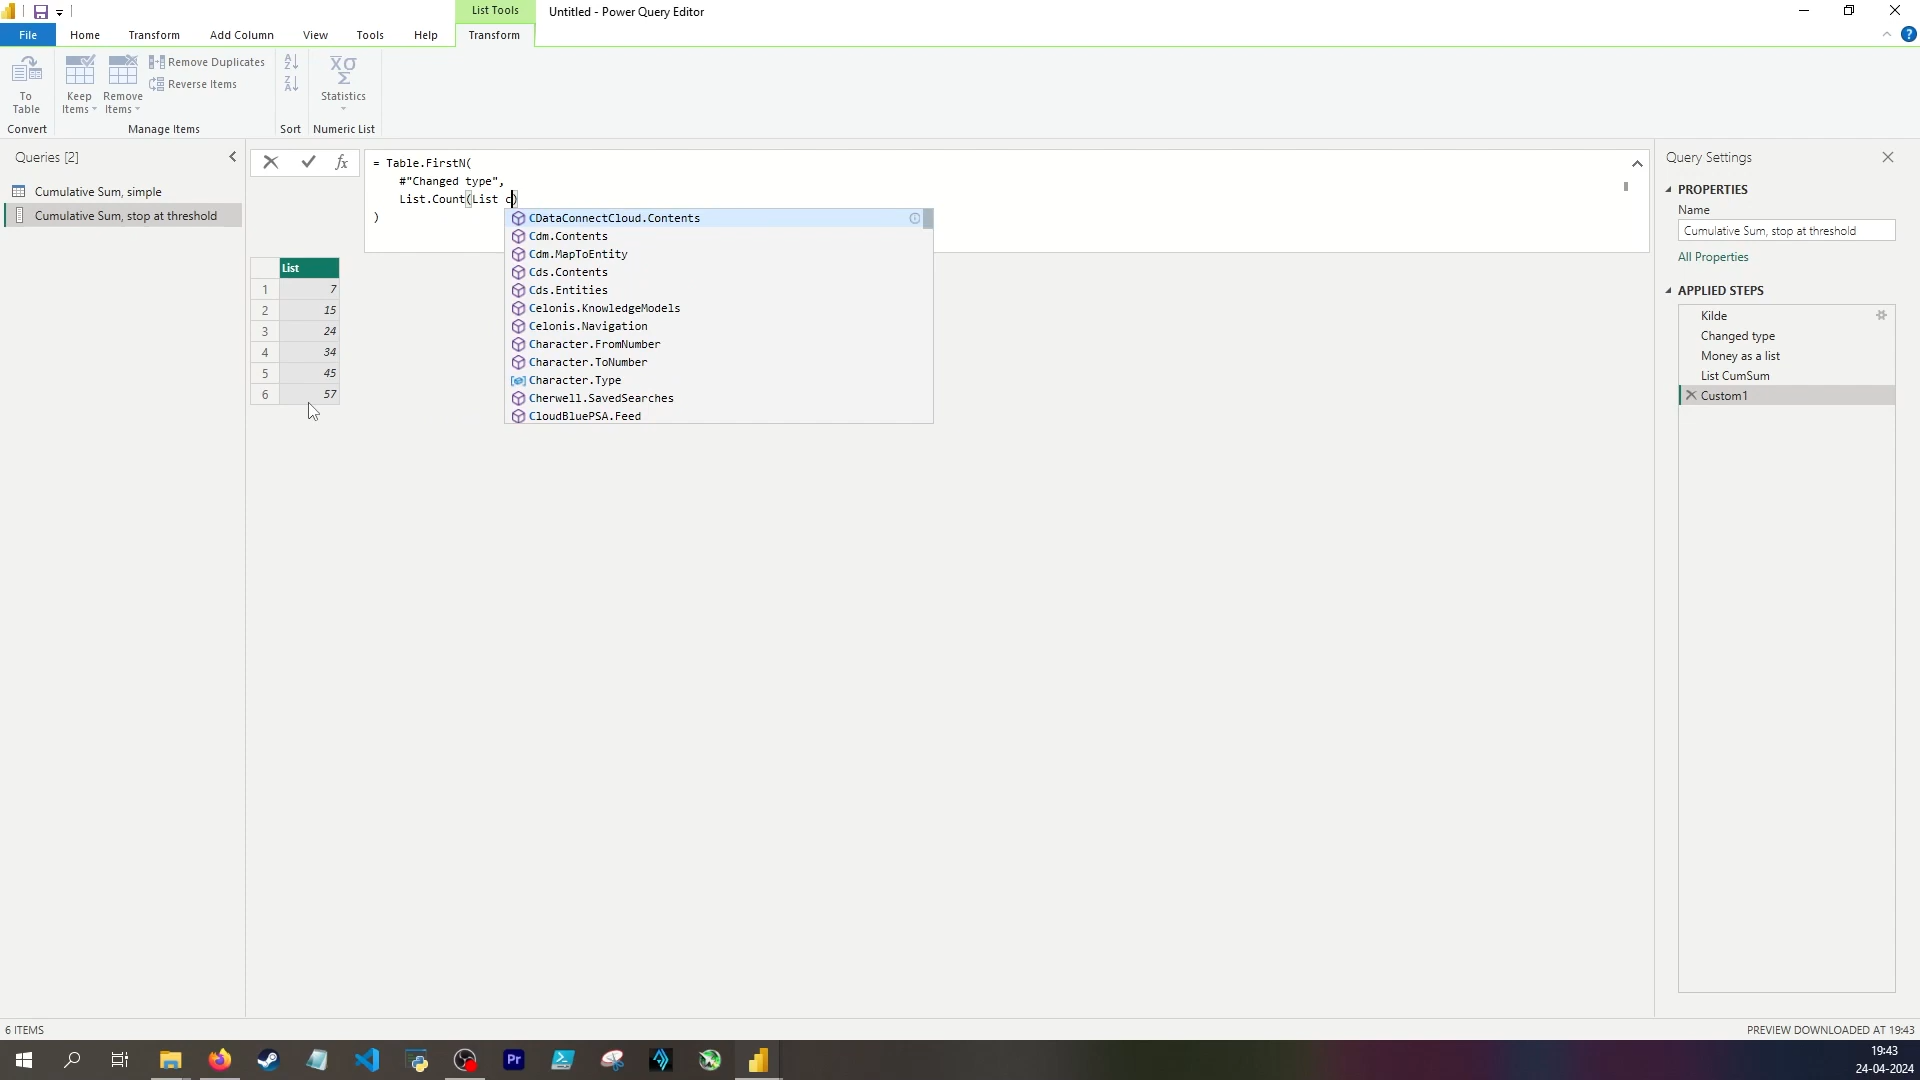 List Tools
Untitled - Power Query Editor
File
Home
Transform
Add Column
View
Tools
Help
Transform
To
Table
Keep
Items
Remove
Items
Remove Duplicates
Reverse Items
A
Z
Z
A
X̄σ
Σ
Statistics
Convert
Manage Items
Sort
Numeric List
Queries [2]
Cumulative Sum, simple
Cumulative Sum, stop at threshold
fx
= Table.FirstN(
#"Changed type",
List.Count(List c)
)
CDataConnectCloud.Contents
Cdm.Contents
Cdm.MapToEntity
Cds.Contents
Cds.Entities
Celonis.KnowledgeModels
Celonis.Navigation
Character.FromNumber
Character.ToNumber
Character.Type
Cherwell.SavedSearches
CloudBluePSA.Feed
List
1 7
2 15
3 24
4 34
5 45
6 57
Query Settings
PROPERTIES
Name
Cumulative Sum, stop at threshold
All Properties
APPLIED STEPS
Kilde
Changed type
Money as a list
List CumSum
Custom1
6 ITEMS
PREVIEW DOWNLOADED AT 19:43
Pr
19:43
24-04-2024